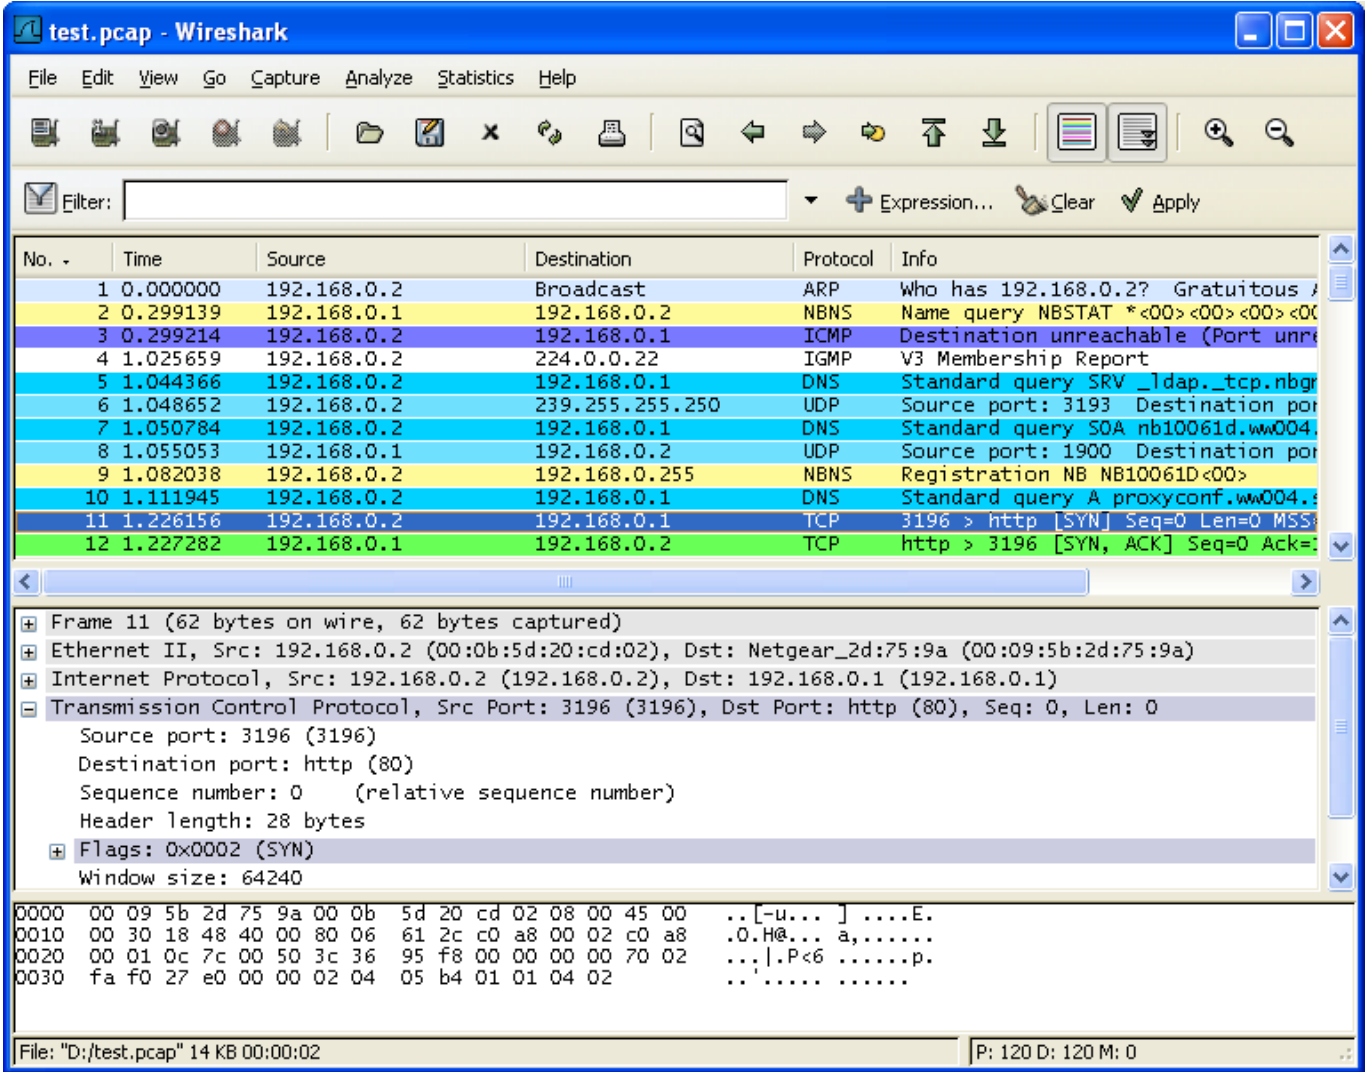 test.pcap - Wireshark
File Edit View Go Capture Analyze Statistics Help
Filter: Expression... Clear Apply
No. Time Source Destination Protocol Info
1 0.000000 192.168.0.2 Broadcast ARP Who has 192.168.0.2? Gratuitous
2 0.299139 192.168.0.1 192.168.0.2 NBNS Name query NBSTAT *<00><00><00><00
3 0.299214 192.168.0.2 192.168.0.1 ICMP Destination unreachable (Port unre
4 1.025659 192.168.0.2 224.0.0.22 IGMP V3 Membership Report
5 1.044366 192.168.0.2 192.168.0.1 DNS Standard query SRV _ldap._tcp.nbgm
6 1.048652 192.168.0.2 239.255.255.250 UDP Source port: 3193 Destination por
7 1.050784 192.168.0.2 192.168.0.1 DNS Standard query SOA nb10061d.ww004.
8 1.055053 192.168.0.1 192.168.0.2 UDP Source port: 1900 Destination por
9 1.082038 192.168.0.2 192.168.0.255 NBNS Registration NB NB10061D<00>
10 1.111945 192.168.0.2 192.168.0.1 DNS Standard query A proxyconf.ww004.s
11 1.226156 192.168.0.2 192.168.0.1 TCP 3196 > http [SYN] Seq=0 Len=0 MSS=
12 1.227282 192.168.0.1 192.168.0.2 TCP http > 3196 [SYN, ACK] Seq=0 Ack=1
Frame 11 (62 bytes on wire, 62 bytes captured)
Ethernet II, Src: 192.168.0.2 (00:0b:5d:20:cd:02), Dst: Netgear_2d:75:9a (00:09:5b:2d:75:9a)
Internet Protocol, Src: 192.168.0.2 (192.168.0.2), Dst: 192.168.0.1 (192.168.0.1)
Transmission Control Protocol, Src Port: 3196 (3196), Dst Port: http (80), Seq: 0, Len: 0
Source port: 3196 (3196)
Destination port: http (80)
Sequence number: 0 (relative sequence number)
Header length: 28 bytes
Flags: 0x0002 (SYN)
Window size: 64240
0000 00 09 5b 2d 75 9a 00 0b 5d 20 cd 02 08 00 45 00 ..[-u... ] ....E.
0010 00 30 18 48 40 00 80 06 61 2c c0 a8 00 02 c0 a8 .0.H@... a,......
0020 00 01 0c 7c 00 50 3c 36 95 f8 00 00 00 00 70 02 ...|.P<6 ......p.
0030 fa f0 27 e0 00 00 02 04 05 b4 01 01 04 02 ..'..... ......
File: "D:/test.pcap" 14 KB 00:00:02 P: 120 D: 120 M: 0